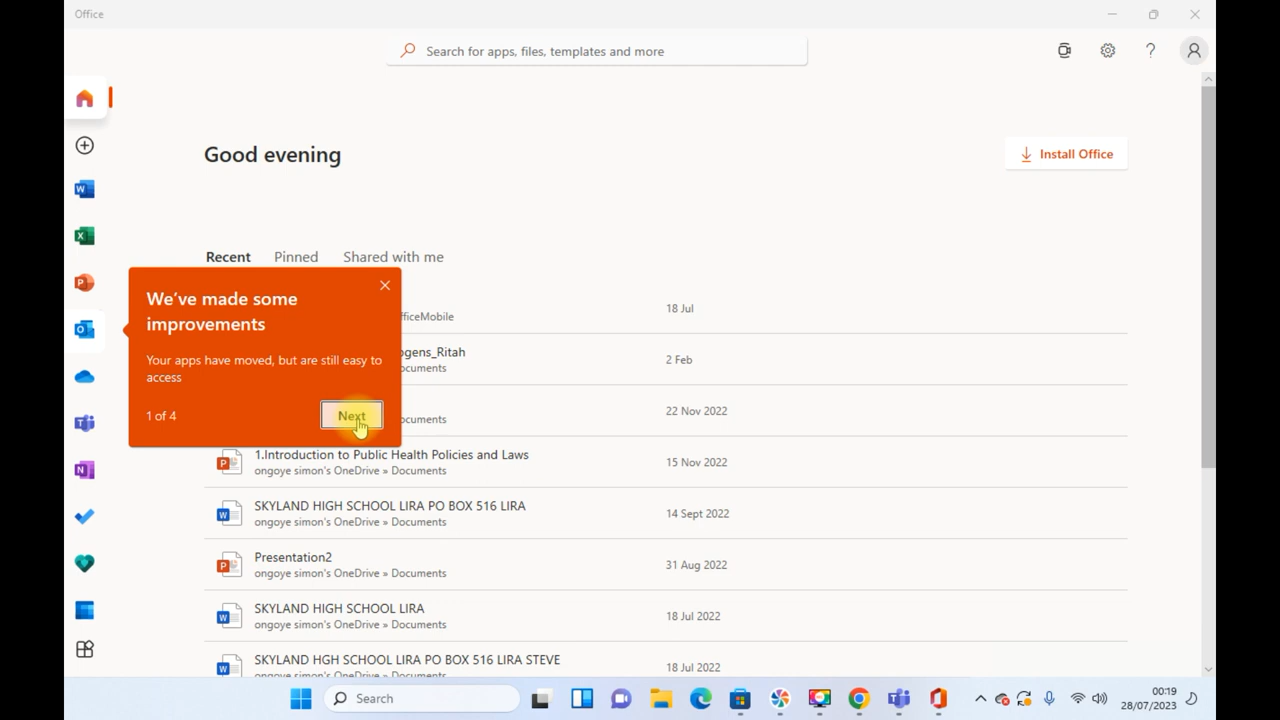 Office
Search for apps, files, templates and more
Good evening
Install Office
Recent
Pinned
Shared with me
We've made some
improvements
Your apps have moved, but are still easy to
access
1 of 4
Next
18 Jul
2 Feb
22 Nov 2022
1.Introduction to Public Health Policies and Laws
ongoye simon's OneDrive » Documents
15 Nov 2022
SKYLAND HIGH SCHOOL LIRA PO BOX 516 LIRA
ongoye simon's OneDrive » Documents
14 Sept 2022
Presentation2
ongoye simon's OneDrive » Documents
31 Aug 2022
SKYLAND HIGH SCHOOL LIRA
ongoye simon's OneDrive » Documents
18 Jul 2022
SKYLAND HGH SCHOOL LIRA PO BOX 516 LIRA STEVE
18 Jul 2022
Search
00:19
28/07/2023